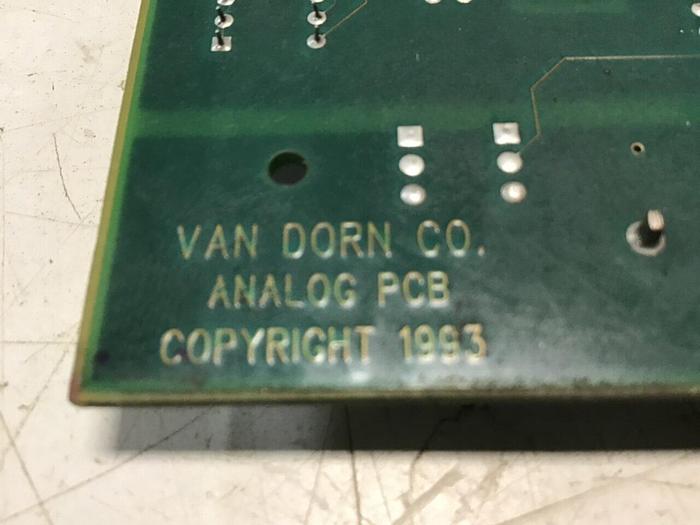 VAN DORN CO.
ANALOG PCB
COPYRIGHT 1993